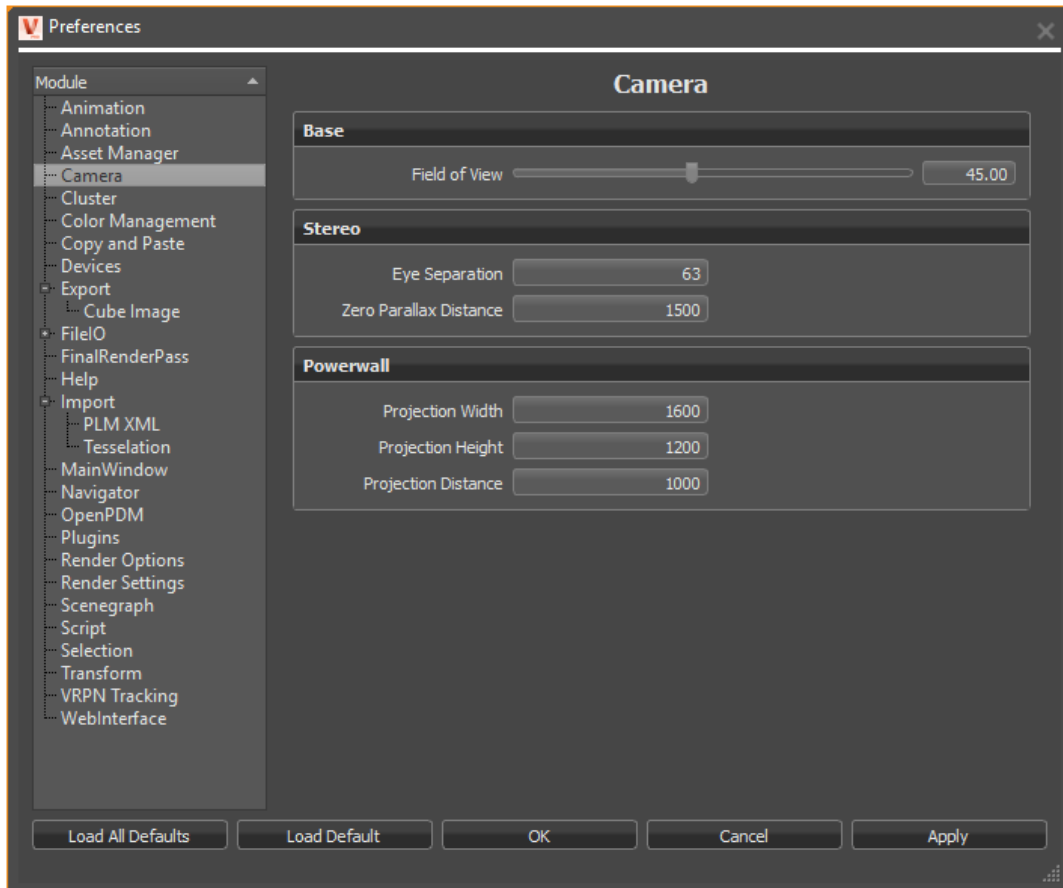 Preferences
Module
Animation
Annotation
Asset Manager
Camera
Cluster
Color Management
Copy and Paste
Devices
Export
Cube Image
FileIO
FinalRenderPass
Help
Import
PLM XML
Tesselation
MainWindow
Navigator
OpenPDM
Plugins
Render Options
Render Settings
Scenegraph
Script
Selection
Transform
VRPN Tracking
WebInterface
Camera
Base
Field of View 45.00
Stereo
Eye Separation 63
Zero Parallax Distance 1500
Powerwall
Projection Width 1600
Projection Height 1200
Projection Distance 1000
Load All Defaults Load Default OK Cancel Apply